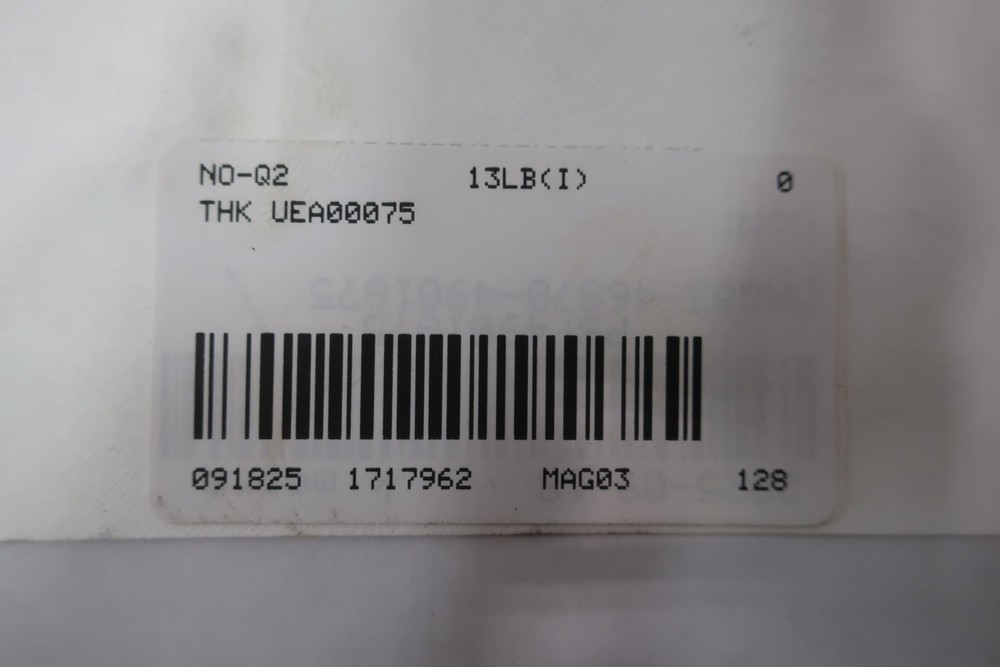 NO-Q2 13LB(I) 0
THK UEA00075
091825 1717962 MAG03 128